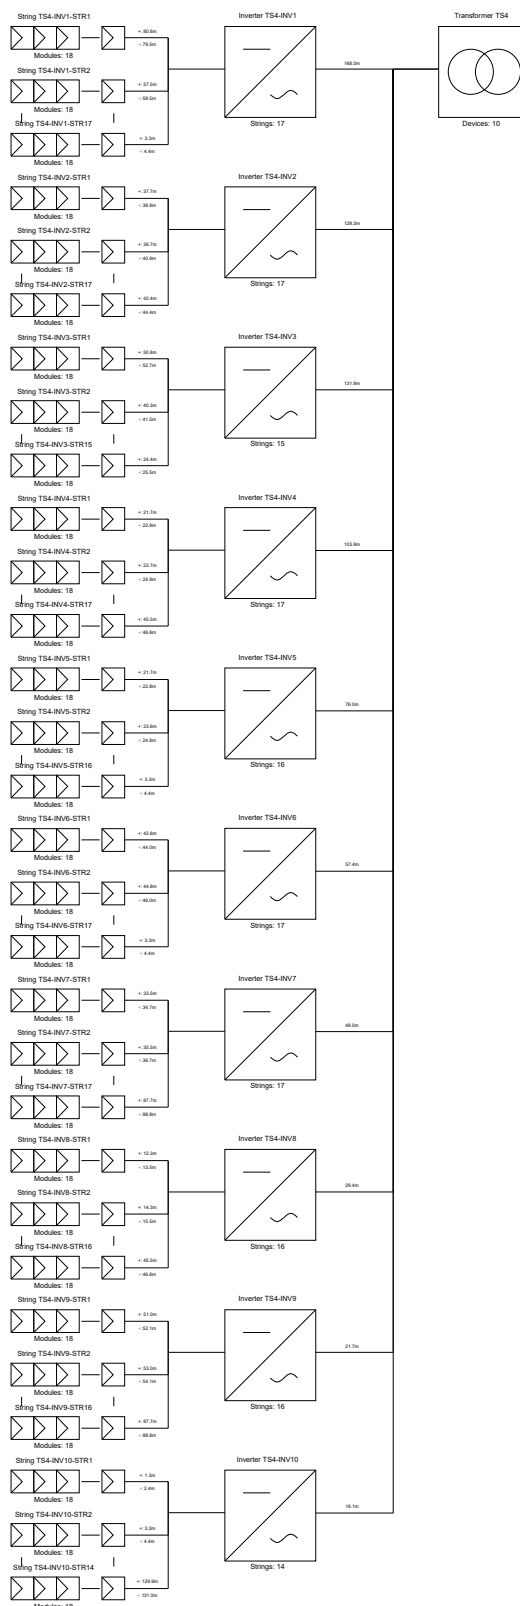 String TS4-INV1-STR1
Inverter TS4-INV1
Transformer TS4
+: 80.6m
-: 79.5m
168.0m
Modules: 18
String TS4-INV1-STR2
+: 57.5m
-: 59.5m
Modules: 18
Strings: 17
Devices: 10
String TS4-INV1-STR17
+: 3.3m
-: 4.4m
Modules: 18
String TS4-INV2-STR1
Inverter TS4-INV2
+: 37.7m
-: 38.9m
Modules: 18
128.3m
String TS4-INV2-STR2
+: 39.7m
-: 40.9m
Modules: 18
Strings: 17
String TS4-INV2-STR17
+: 42.4m
-: 44.4m
Modules: 18
String TS4-INV3-STR1
Inverter TS4-INV3
+: 50.8m
-: 52.7m
Modules: 18
131.9m
String TS4-INV3-STR2
+: 40.3m
-: 41.5m
Modules: 18
Strings: 15
String TS4-INV3-STR15
+: 24.4m
-: 25.5m
Modules: 18
String TS4-INV4-STR1
Inverter TS4-INV4
+: 21.7m
-: 22.9m
Modules: 18
103.9m
String TS4-INV4-STR2
+: 23.7m
-: 24.9m
Modules: 18
Strings: 17
String TS4-INV4-STR17
+: 45.5m
-: 46.6m
Modules: 18
String TS4-INV5-STR1
Inverter TS4-INV5
+: 21.7m
-: 22.8m
Modules: 18
76.0m
String TS4-INV5-STR2
+: 23.6m
-: 24.8m
Modules: 18
Strings: 16
String TS4-INV5-STR16
+: 3.3m
-: 4.4m
Modules: 18
String TS4-INV6-STR1
Inverter TS4-INV6
+: 42.8m
-: 44.0m
Modules: 18
57.4m
String TS4-INV6-STR2
+: 44.8m
-: 46.0m
Modules: 18
Strings: 17
String TS4-INV6-STR17
+: 3.3m
-: 4.4m
Modules: 18
String TS4-INV7-STR1
Inverter TS4-INV7
+: 33.5m
-: 34.7m
Modules: 18
48.0m
String TS4-INV7-STR2
+: 35.5m
-: 36.7m
Modules: 18
Strings: 17
String TS4-INV7-STR17
+: 87.7m
-: 88.8m
Modules: 18
String TS4-INV8-STR1
Inverter TS4-INV8
+: 12.3m
-: 13.5m
Modules: 18
29.4m
String TS4-INV8-STR2
+: 14.3m
-: 15.5m
Modules: 18
Strings: 16
String TS4-INV8-STR16
+: 45.5m
-: 46.6m
Modules: 18
String TS4-INV9-STR1
Inverter TS4-INV9
+: 51.0m
-: 52.1m
Modules: 18
21.7m
String TS4-INV9-STR2
+: 53.0m
-: 54.1m
Modules: 18
Strings: 16
String TS4-INV9-STR16
+: 87.7m
-: 88.8m
Modules: 18
String TS4-INV10-STR1
Inverter TS4-INV10
+: 1.3m
-: 2.4m
Modules: 18
19.1m
String TS4-INV10-STR2
+: 3.3m
-: 4.4m
Modules: 18
Strings: 14
String TS4-INV10-STR14
+: 129.9m
-: 131.0m
Modules: 18